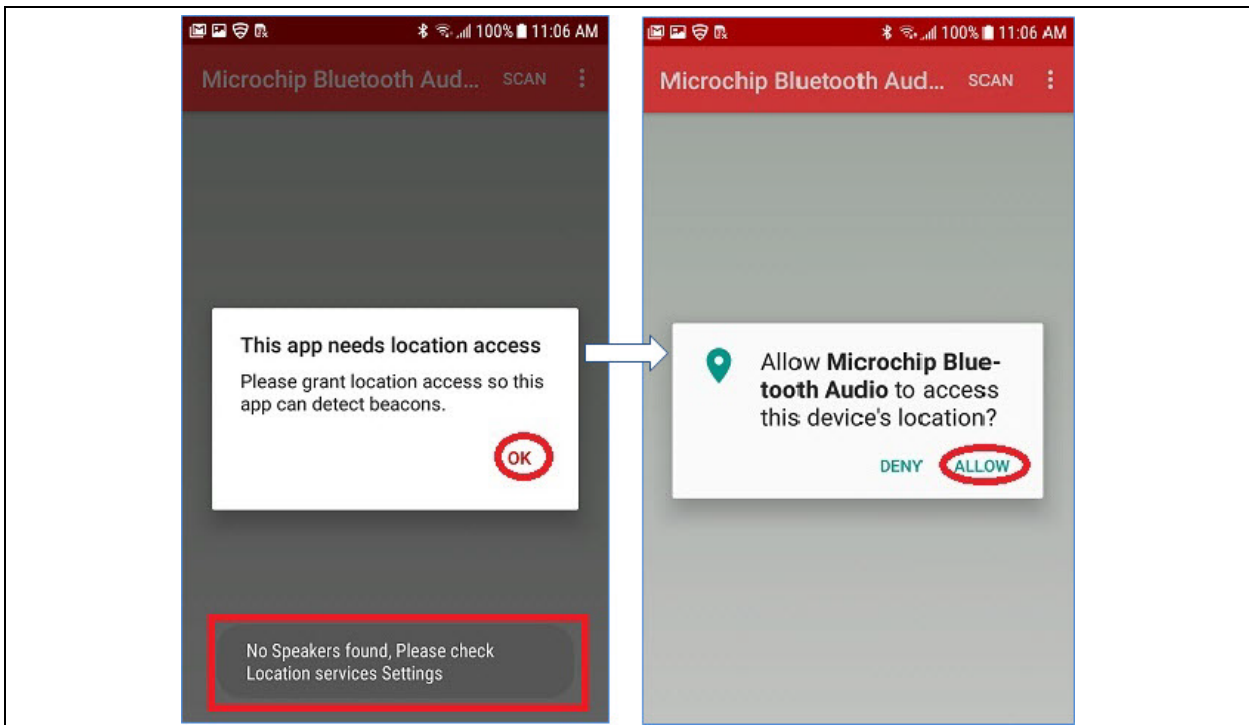 100% 11:06 AM
Microchip Bluetooth Aud... SCAN
This app needs location access
Please grant location access so this
app can detect beacons.
OK
No Speakers found, Please check
Location services Settings
100% 11:06 AM
Microchip Bluetooth Aud... SCAN
Allow Microchip Blue-
tooth Audio to access
this device's location?
DENY ALLOW